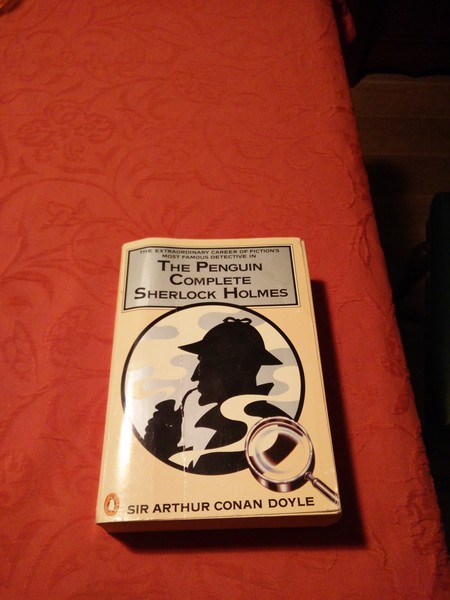 THE EXTRAORDINARY CAREER OF FICTION'S
MOST FAMOUS DETECTIVE IN
THE PENGUIN
COMPLETE
SHERLOCK HOLMES
SIR ARTHUR CONAN DOYLE